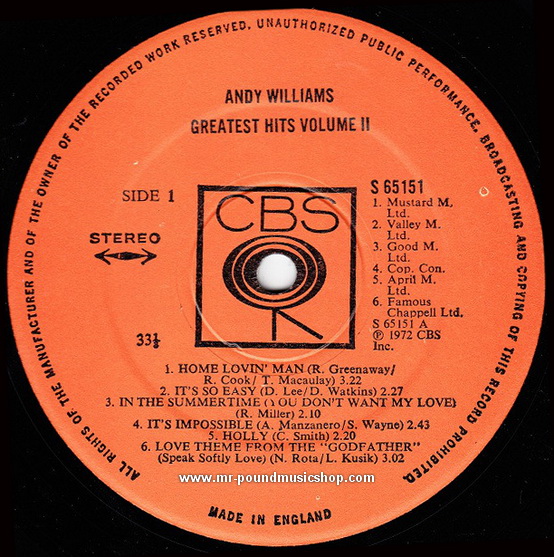 ALL RIGHTS OF THE MANUFACTURER AND OF THE OWNER OF THE RECORDED WORK RESERVED. UNAUTHORIZED PUBLIC PERFORMANCE, BROADCASTING AND COPYING OF THIS RECORD PROHIBITED.
ANDY WILLIAMS
GREATEST HITS VOLUME II
SIDE 1
STEREO
33⅓
CBS
S 65151
1. Mustard M.
Ltd.
2. Valley M.
Ltd.
3. Good M.
Ltd.
4. Cop. Con.
5. April M.
Ltd.
6. Famous
Chappell Ltd.
S 65151 A
℗ 1972 CBS
Inc.
1. HOME LOVIN' MAN (R. Greenaway/
R. Cook/ T. Macaulay) 3.22
2. IT'S SO EASY (D. Lee/ D. Watkins) 2.27
3. IN THE SUMMERTIME (YOU DON'T WANT MY LOVE)
(R. Miller) 2.10
4. IT'S IMPOSSIBLE (A. Manzanero/ S. Wayne) 2.43
5. HOLLY (C. Smith) 2.20
6. LOVE THEME FROM THE "GODFATHER"
(Speak Softly Love) (N. Rota/ L. Kusik) 3.02
www.mr-poundmusicshop.com
MADE IN ENGLAND